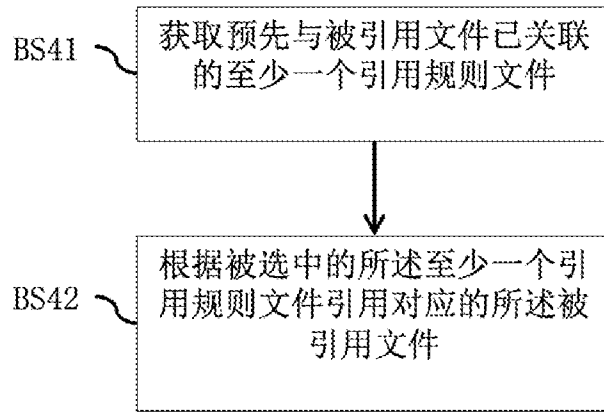 BS41
获取预先与被引用文件已关联
的至少一个引用规则文件
BS42
根据被选中的所述至少一个引
用规则文件引用对应的所述被
引用文件